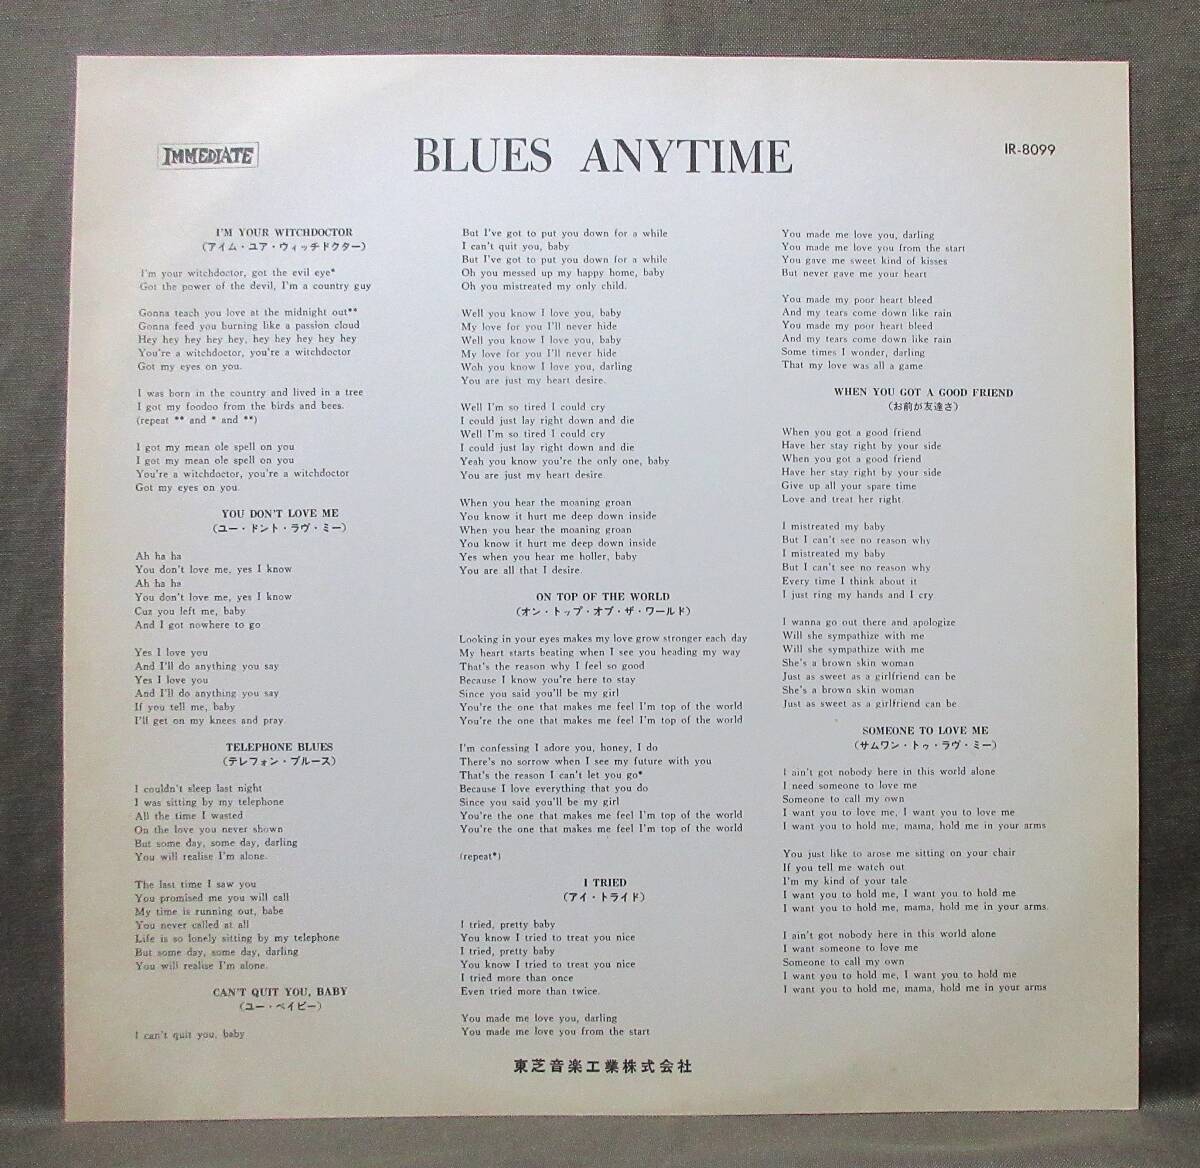 IMMEDIATE
BLUES ANYTIME
IR-8099
I'M YOUR WITCHDOCTOR
(アイム・ユア・ウィッチドクター)
I'm your witchdoctor, got the evil eye*
Got the power of the devil, I'm a country guy
Gonna teach you love at the midnight out**
Gonna feed you burning like a passion cloud
Hey hey hey hey, hey hey hey hey hey
You're a witchdoctor, you're a witchdoctor
Got my eyes on you.
I was born in the country and lived in a tree
I got my foodoo from the birds and bees.
(repeat ** and * and **)
I got my mean ole spell on you
I got my mean ole spell on you
You're a witchdoctor, you're a witchdoctor
Got my eyes on you.
YOU DON'T LOVE ME
(ユー・ドント・ラヴ・ミー)
Ah ha ha
You don't love me, yes I know
Ah ha ha
You don't love me, yes I know
Cuz you left me, baby
And I got nowhere to go
Yes I love you
And I'll do anything you say
Yes I love you
And I'll do anything you say
If you tell me, baby
I'll get on my knees and pray.
TELEPHONE BLUES
(テレフォン・ブルース)
I couldn't sleep last night
I was sitting by my telephone
All the time I wasted
On the love you never shown
But some day, some day, darling
You will realise I'm alone.
The last time I saw you
You promised me you will call
My time is running out, babe
You never called at all
Life is so lonely sitting by my telephone
But some day, some day, darling
You will realise I'm alone.
CAN'T QUIT YOU, BABY
(ユー・ベイビー)
I can't quit you, baby
But I've got to put you down for a while
I can't quit you, baby
But I've got to put you down for a while
Oh you messed up my happy home, baby
Oh you mistreated my only child.
Well you know I love you, baby
My love for you I'll never hide
Well you know I love you, baby
My love for you I'll never hide
Woh you know I love you, darling
You are just my heart desire.
Well I'm so tired I could cry
I could just lay right down and die
Well I'm so tired I could cry
I could just lay right down and die
Yeah you know you're the only one, baby
You are just my heart desire.
When you hear the moaning groan
You know it hurt me deep down inside
When you hear the moaning groan
You know it hurt me deep down inside
Yes when you hear me holler, baby
You are all that I desire.
ON TOP OF THE WORLD
(オン・トップ・オブ・ザ・ワールド)
Looking in your eyes makes my love grow stronger each day
My heart starts beating when I see you heading my way
That's the reason why I feel so good
Because I know you're here to stay
Since you said you'll be my girl
You're the one that makes me feel I'm top of the world
You're the one that makes me feel I'm top of the world
I'm confessing I adore you, honey, I do
There's no sorrow when I see my future with you
That's the reason I can't let you go*
Because I love everything that you do
Since you said you'll be my girl
You're the one that makes me feel I'm top of the world
You're the one that makes me feel I'm top of the world
(repeat*)
I TRIED
(アイ・トライド)
I tried, pretty baby
You know I tried to treat you nice
I tried, pretty baby
You know I tried to treat you nice
I tried more than once
Even tried more than twice.
You made me love you, darling
You made me love you from the start
You made me love you, darling
You made me love you from the start
You gave me sweet kind of kisses
But never gave me your heart
You made my poor heart bleed
And my tears come down like rain
You made my poor heart bleed
And my tears come down like rain
Some times I wonder, darling
That my love was all a game
WHEN YOU GOT A GOOD FRIEND
(お前が友達さ)
When you got a good friend
Have her stay right by your side
When you got a good friend
Have her stay right by your side
Give up all your spare time
Love and treat her right.
I mistreated my baby
But I can't see no reason why
I mistreated my baby
But I can't see no reason why
Every time I think about it
I just ring my hands and I cry
I wanna go out there and apologize
Will she sympathize with me
Will she sympathize with me
She's a brown skin woman
Just as sweet as a girlfriend can be
She's a brown skin woman
Just as sweet as a girlfriend can be
SOMEONE TO LOVE ME
(サムワン・トゥ・ラヴ・ミー)
I ain't got nobody here in this world alone
I need someone to love me
Someone to call my own
I want you to love me, I want you to love me
I want you to hold me, mama, hold me in your arms
You just like to arose me sitting on your chair
If you tell me watch out
I'm my kind of your tale
I want you to hold me, I want you to hold me
I want you to hold me, mama, hold me in your arms.
I ain't got nobody here in this world alone
I want someone to love me
Someone to call my own
I want you to hold me, I want you to hold me
I want you to hold me, mama, hold me in your arms
東芝音楽工業株式会社